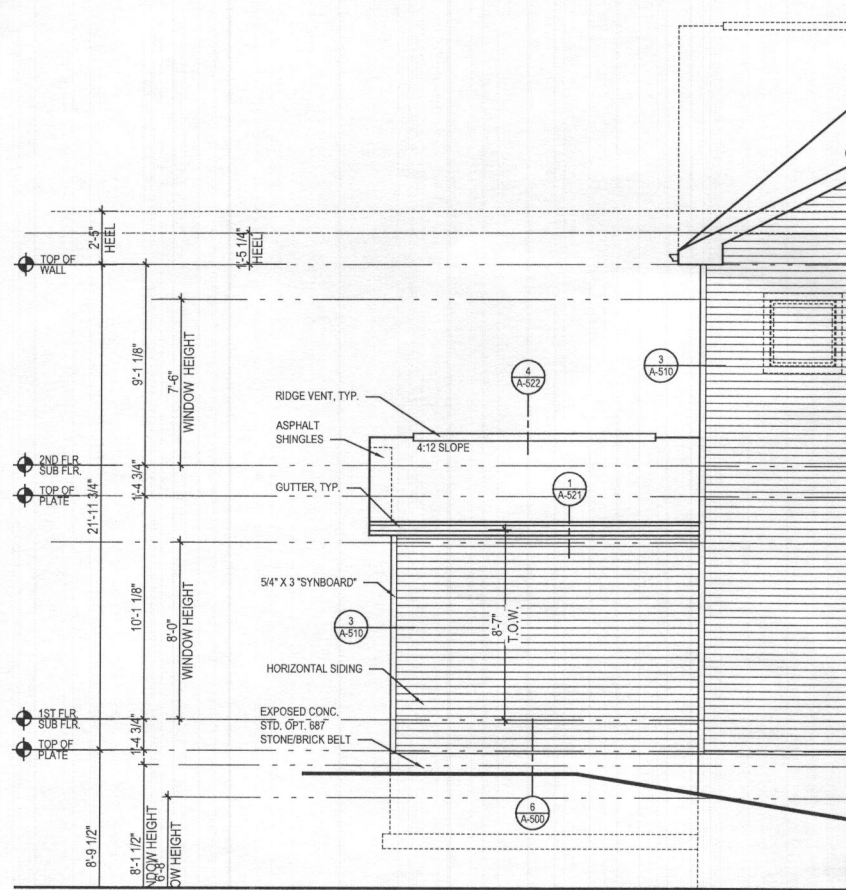 2'-5"
HEEL
1'-5 1/4"
HEEL
TOP OF
WALL
9'-1 1/8"
7'-6"
WINDOW HEIGHT
4
A-522
3
A-510
RIDGE VENT, TYP.
ASPHALT
SHINGLES
4:12 SLOPE
2ND FLR.
SUB FLR.
TOP OF
PLATE
21'-11 3/4"
1'-4 3/4"
GUTTER, TYP.
1
A-521
5/4" X 3 "SYNBOARD"
3
A-510
10'-1 1/8"
8'-0"
WINDOW HEIGHT
8'-7"
T.O.W.
HORIZONTAL SIDING
1ST FLR.
SUB FLR.
TOP OF
PLATE
1'-4 3/4"
EXPOSED CONC.
STD, OPT. 687
STONE/BRICK BELT
6
A-500
8'-9 1/2"
8'-1 1/2"
NDOW HEIGHT
6'-8"
OW HEIGHT